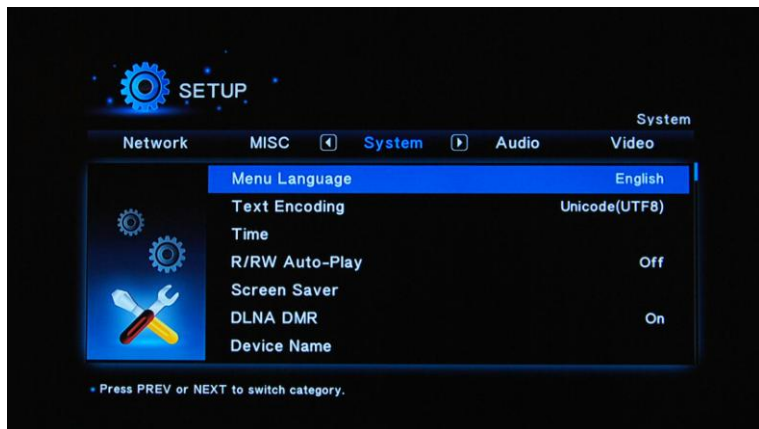 SETUP
System
Network MISC System Audio Video
Menu Language English
Text Encoding Unicode(UTF8)
Time
R/RW Auto-Play Off
Screen Saver
DLNA DMR On
Device Name
Press PREV or NEXT to switch category.